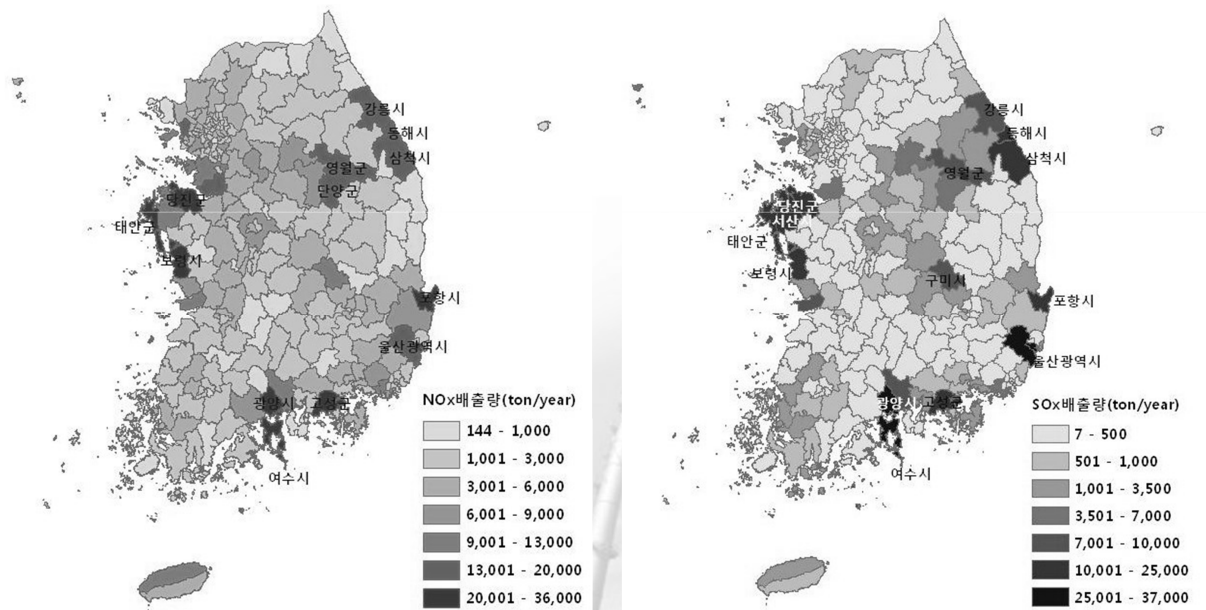 강릉시
동해시
삼척시
영월군
단양군
당진군
태안군
보령시
포항시
울산광역시
광양시
고성군
여수시
NOx배출량(ton/year)
144 - 1,000
1,001 - 3,000
3,001 - 6,000
6,001 - 9,000
9,001 - 13,000
13,001 - 20,000
20,001 - 36,000
강릉시
동해시
삼척시
영월군
당진군
서산시
태안군
보령시
구미시
포항시
울산광역시
광양시
고성군
여수시
SOx배출량(ton/year)
7 - 500
501 - 1,000
1,001 - 3,500
3,501 - 7,000
7,001 - 10,000
10,001 - 25,000
25,001 - 37,000